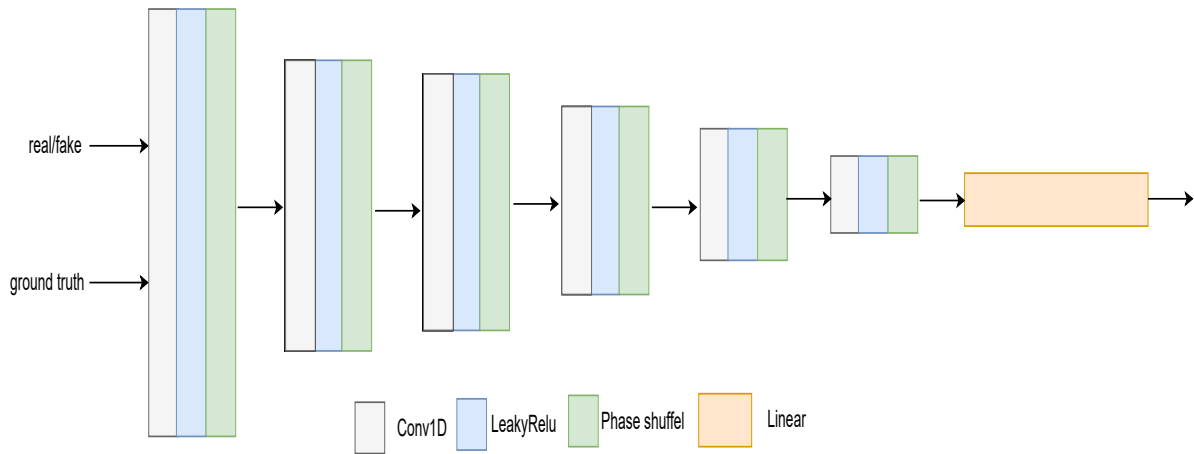 real/fake
ground truth
Conv1D
LeakyRelu
Phase shuffel
Linear